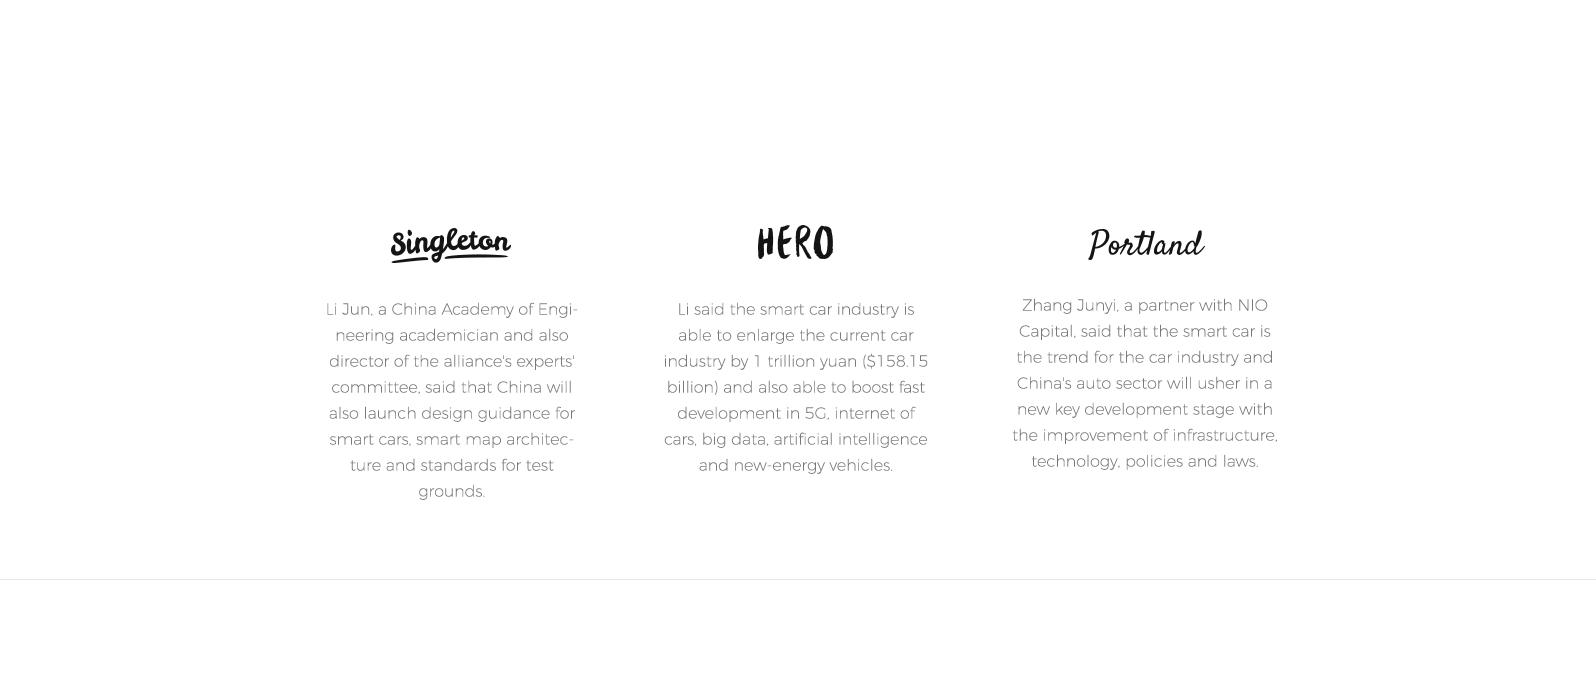 Singleton
Li Jun, a China Academy of Engi-
neering academician and also
director of the alliance's experts'
committee, said that China will
also launch design guidance for
smart cars, smart map architec-
ture and standards for test
grounds.
HERO
Li said the smart car industry is
able to enlarge the current car
industry by 1 trillion yuan ($158.15
billion) and also able to boost fast
development in 5G, internet of
cars, big data, artificial intelligence
and new-energy vehicles.
Portland
Zhang Junyi, a partner with NIO
Capital, said that the smart car is
the trend for the car industry and
China's auto sector will usher in a
new key development stage with
the improvement of infrastructure,
technology, policies and laws.